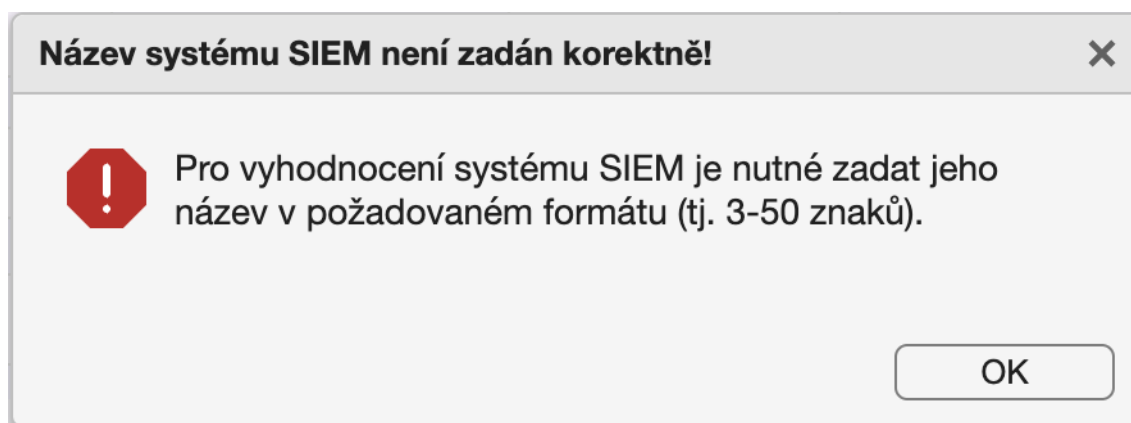 Název systému SIEM není zadán korektně!
Pro vyhodnocení systému SIEM je nutné zadat jeho
název v požadovaném formátu (tj. 3-50 znaků).
OK